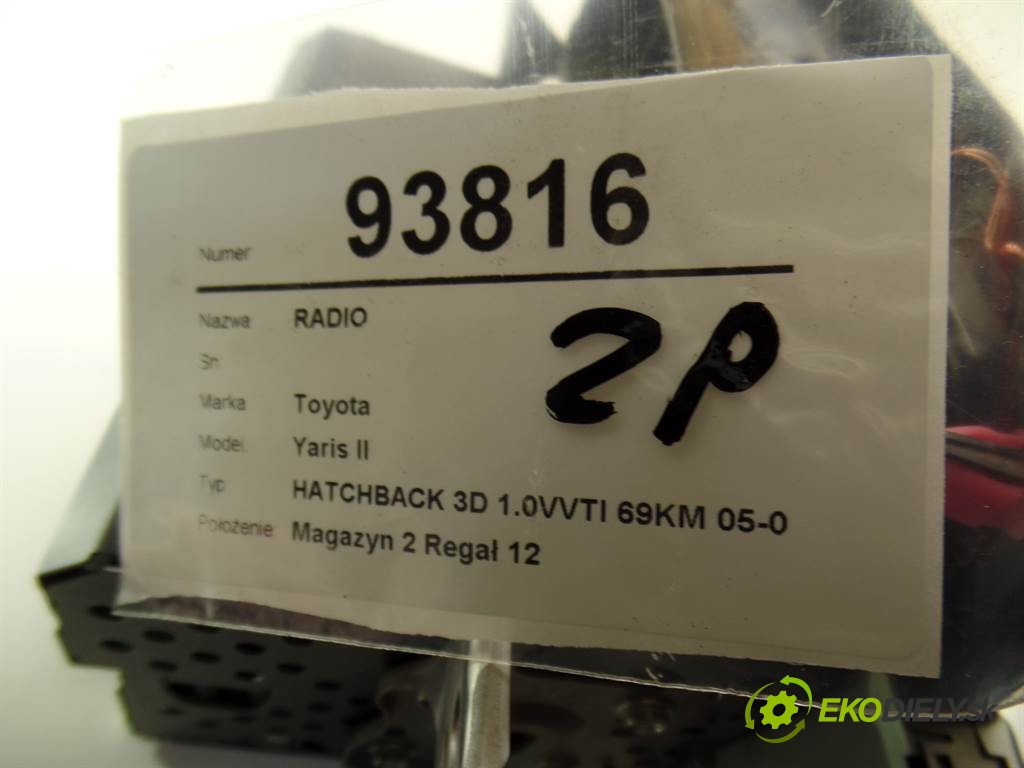 Numer 93816
Nazwa RADIO
Sn
Marka Toyota
Model Yaris II
Typ HATCHBACK 3D 1.0VVTI 69KM 05-0
Położenie Magazyn 2 Regał 12
2P
EKODIELY.sk